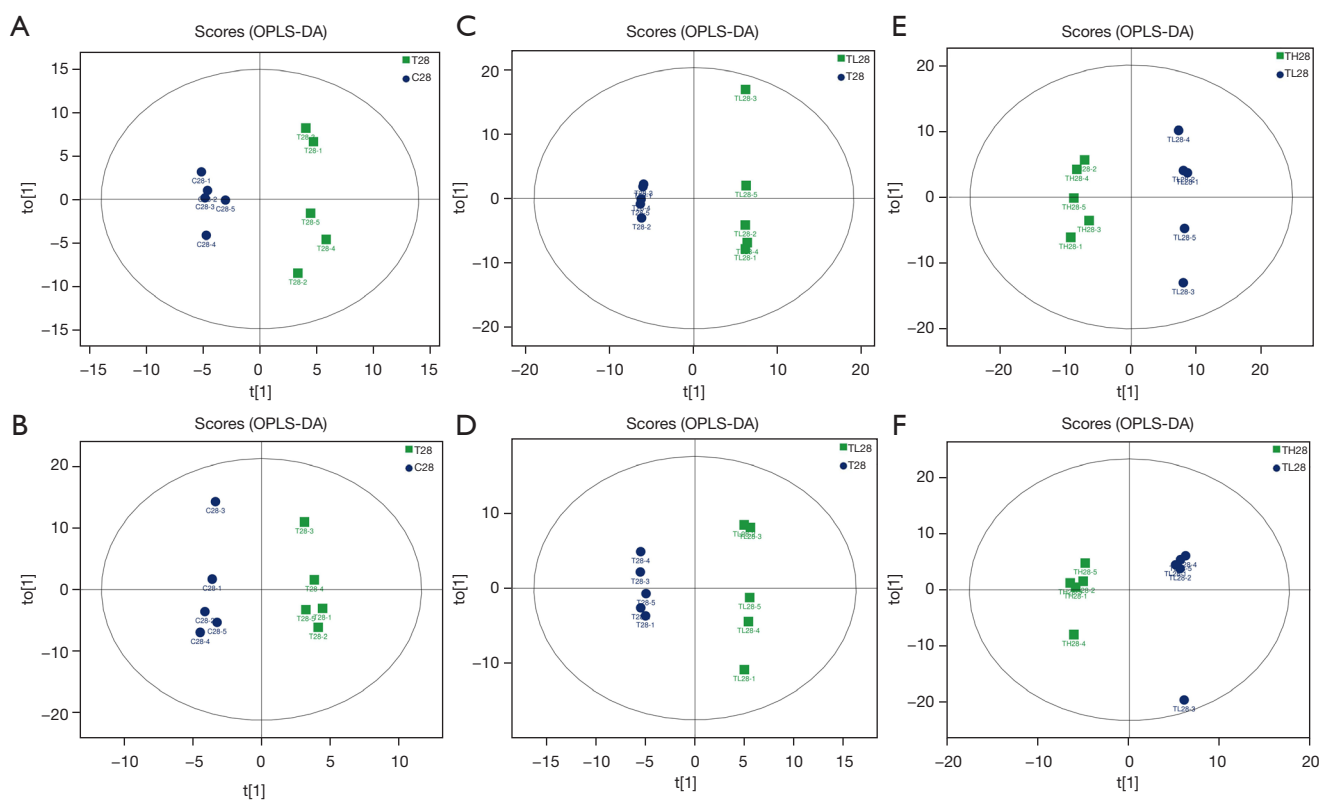 A
Scores (OPLS-DA)
T28
C28
15
10
5
0
−5
−10
−15
to[1]
C28-1
C28-3
C28-5
C28-4
T28-1
T28-5
T28-4
T28-2
−15 −10 −5 0 5 10 15
t[1]
C
Scores (OPLS-DA)
TL28
T28
20
10
0
−10
−20
to[1]
T28-2
TL28-3
TL28-5
TL28-2
TL28-1
−20 −10 0 10 20
t[1]
E
Scores (OPLS-DA)
TH28
TL28
20
10
0
−10
−20
to[1]
TH28-4
TH28-5
TH28-3
TH28-1
TL28-4
TL28-1
TL28-5
TL28-3
−20 −10 0 10 20
t[1]
B
Scores (OPLS-DA)
T28
C28
20
10
0
−10
−20
to[1]
C28-3
C28-1
C28-5
C28-4
T28-3
T28-4
T28-1
T28-2
−10 −5 0 5 10
t[1]
D
Scores (OPLS-DA)
TL28
T28
10
0
−10
to[1]
T28-4
T28-3
T28-5
T28-1
TL28-3
TL28-5
TL28-4
TL28-1
−15 −10 −5 0 5 10 15
t[1]
F
Scores (OPLS-DA)
TH28
TL28
20
10
0
−10
−20
to[1]
TH28-5
TH28-1
TH28-4
TL28-2
TL28-3
−20 −10 0 10 20
t[1]